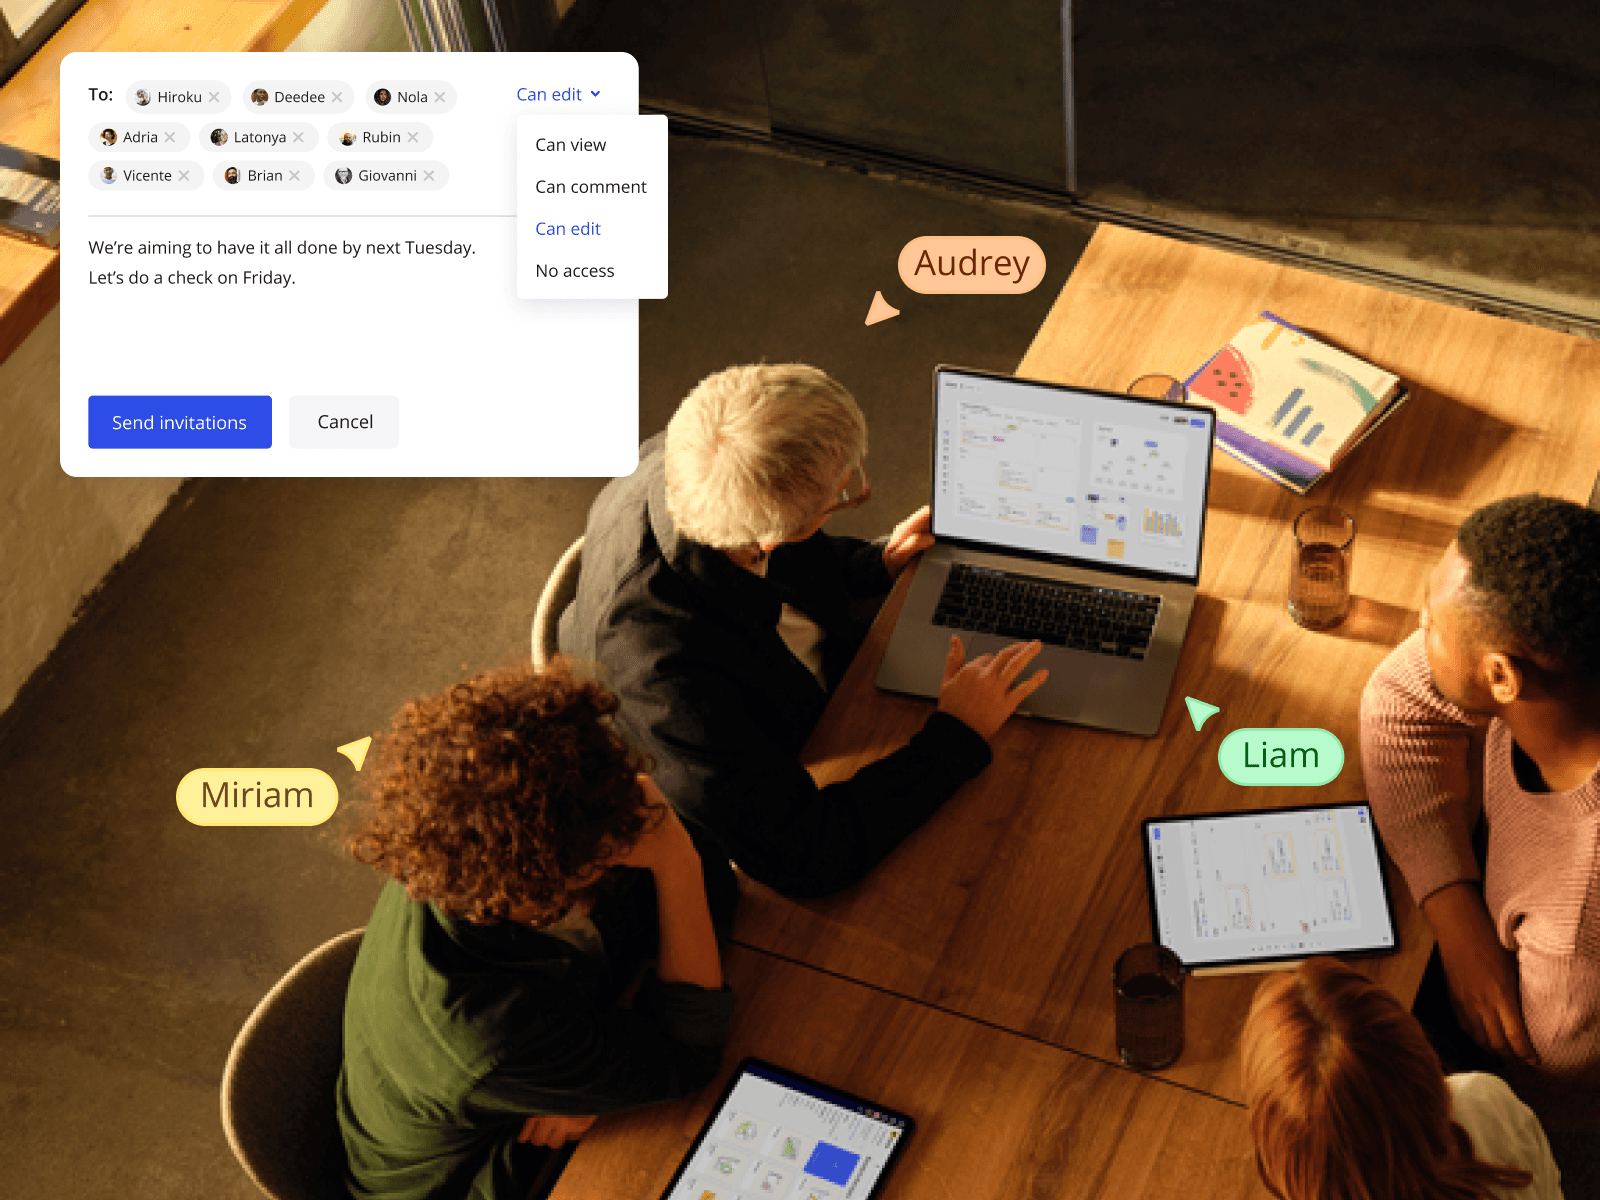 To: Hiroku Deedee Nola Can edit
Adria Latonya Rubin
Vicente Brian Giovanni
Can view
Can comment
Can edit
No access
We’re aiming to have it all done by next Tuesday.
Let’s do a check on Friday.
Send invitations Cancel
Audrey
Liam
Miriam